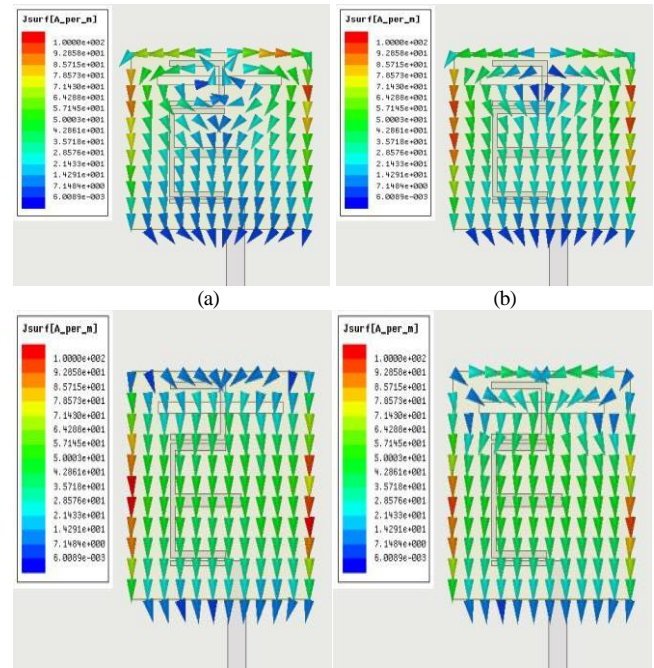 Jsurf[A_per_m]
1.0000e+002
9.2858e+001
8.5715e+001
7.8573e+001
7.1430e+001
6.4288e+001
5.7145e+001
5.0003e+001
4.2861e+001
3.5718e+001
2.8576e+001
2.1433e+001
1.4291e+001
7.1484e+000
6.0089e-003
Jsurf[A_per_m]
1.0000e+002
9.2858e+001
8.5715e+001
7.8573e+001
7.1430e+001
6.4288e+001
5.7145e+001
5.0003e+001
4.2861e+001
3.5718e+001
2.8576e+001
2.1433e+001
1.4291e+001
7.1484e+000
6.0089e-003
(a)
(b)
Jsurf[A_per_m]
1.0000e+002
9.2858e+001
8.5715e+001
7.8573e+001
7.1430e+001
6.4288e+001
5.7145e+001
5.0003e+001
4.2861e+001
3.5718e+001
2.8576e+001
2.1433e+001
1.4291e+001
7.1484e+000
6.0089e-003
Jsurf[A_per_m]
1.0000e+002
9.2858e+001
8.5715e+001
7.8573e+001
7.1430e+001
6.4288e+001
5.7145e+001
5.0003e+001
4.2861e+001
3.5718e+001
2.8576e+001
2.1433e+001
1.4291e+001
7.1484e+000
6.0089e-003